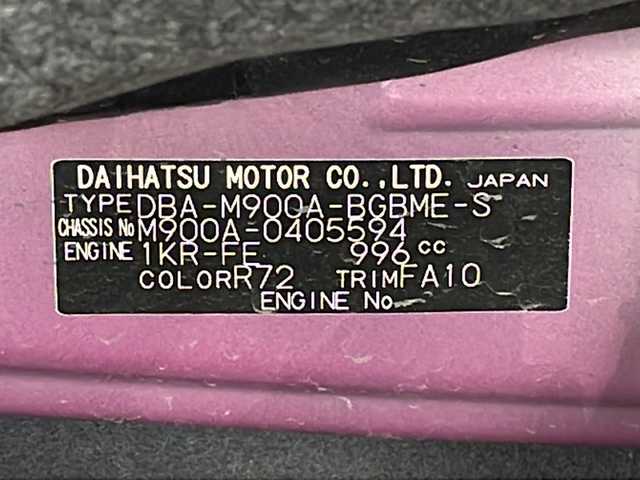 DAIHATSU MOTOR CO.,LTD. JAPAN
TYPE DBA-M900A-BGBME-S
CHASSIS No M900A-0405594
ENGINE 1KR-FE 996 cc
COLOR R72 TRIM FA10
ENGINE No